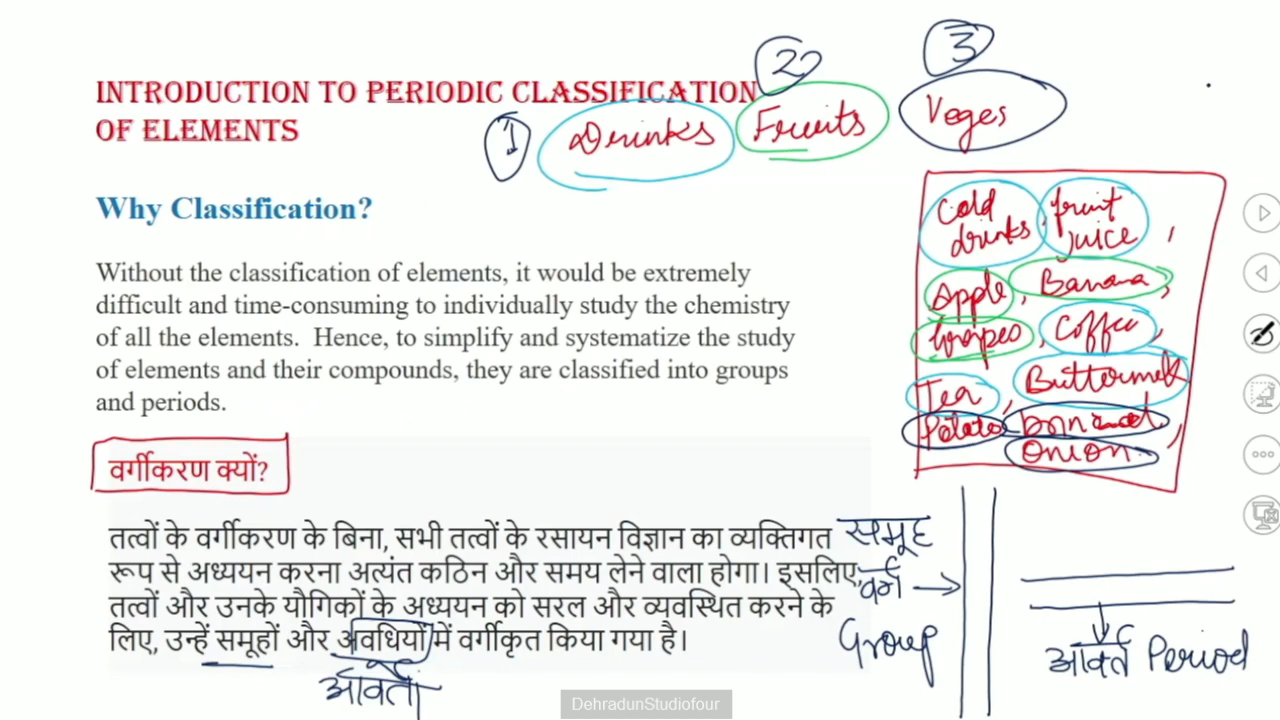 3
2
INTRODUCTION TO PERIODIC CLASSIFICATION
OF ELEMENTS
1 Drinks Fruits Veges
Why Classification?
Cold drinks, fruit juice,
Apple, Banana,
Grapes, Coffee,
Tea, Buttermilk
Potato
Onion
Without the classification of elements, it would be extremely
difficult and time-consuming to individually study the chemistry
of all the elements. Hence, to simplify and systematize the study
of elements and their compounds, they are classified into groups
and periods.
वर्गीकरण क्यों?
तत्वों के वर्गीकरण के बिना, सभी तत्वों के रसायन विज्ञान का व्यक्तिगत
रूप से अध्ययन करना अत्यंत कठिन और समय लेने वाला होगा। इसलिए,
तत्वों और उनके यौगिकों के अध्ययन को सरल और व्यवस्थित करने के
लिए, उन्हें समूहों और अवधियों में वर्गीकृत किया गया है।
आवर्तों
समूह
वर्ग
Group
आवर्त Period
DehradunStudiofour